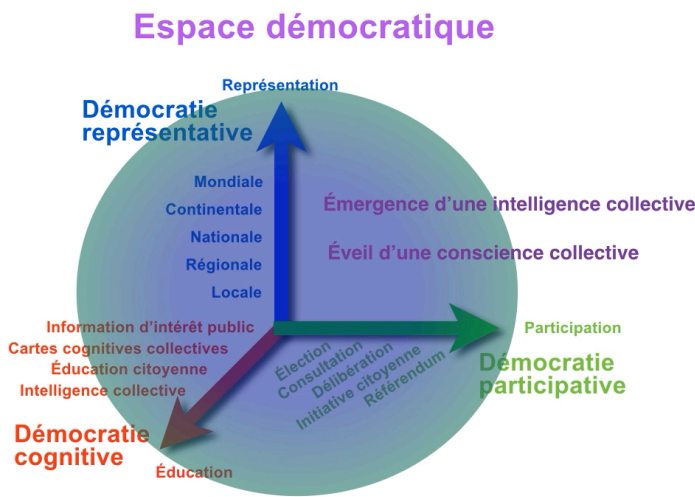 Espace démocratique
Représentation
Démocratie
représentative
Mondiale
Continentale
Nationale
Régionale
Locale
Émergence d'une intelligence collective
Éveil d'une conscience collective
Information d'intérêt public
Cartes cognitives collectives
Éducation citoyenne
Intelligence collective
Démocratie
cognitive
Éducation
Élection
Consultation
Délibération
Initiative citoyenne
Référendum
Participation
Démocratie
participative